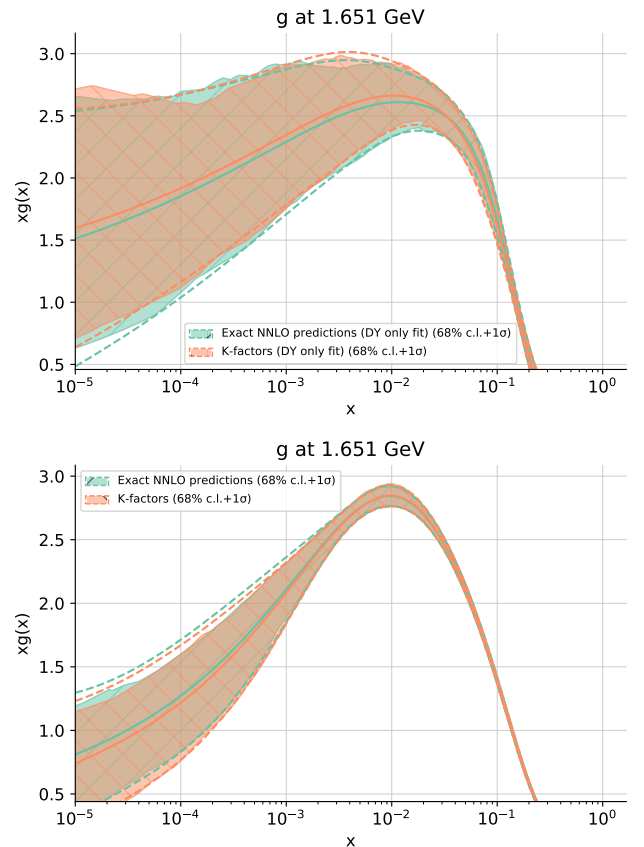 g at 1.651 GeV
3.0
2.5
2.0
1.5
1.0
0.5
xg(x)
Exact NNLO predictions (DY only fit) (68% c.l.+1σ)
K-factors (DY only fit) (68% c.l.+1σ)
10⁻⁵ 10⁻⁴ 10⁻³ 10⁻² 10⁻¹ 10⁰
x
g at 1.651 GeV
Exact NNLO predictions (68% c.l.+1σ)
K-factors (68% c.l.+1σ)
3.0
2.5
2.0
1.5
1.0
0.5
xg(x)
10⁻⁵ 10⁻⁴ 10⁻³ 10⁻² 10⁻¹ 10⁰
x